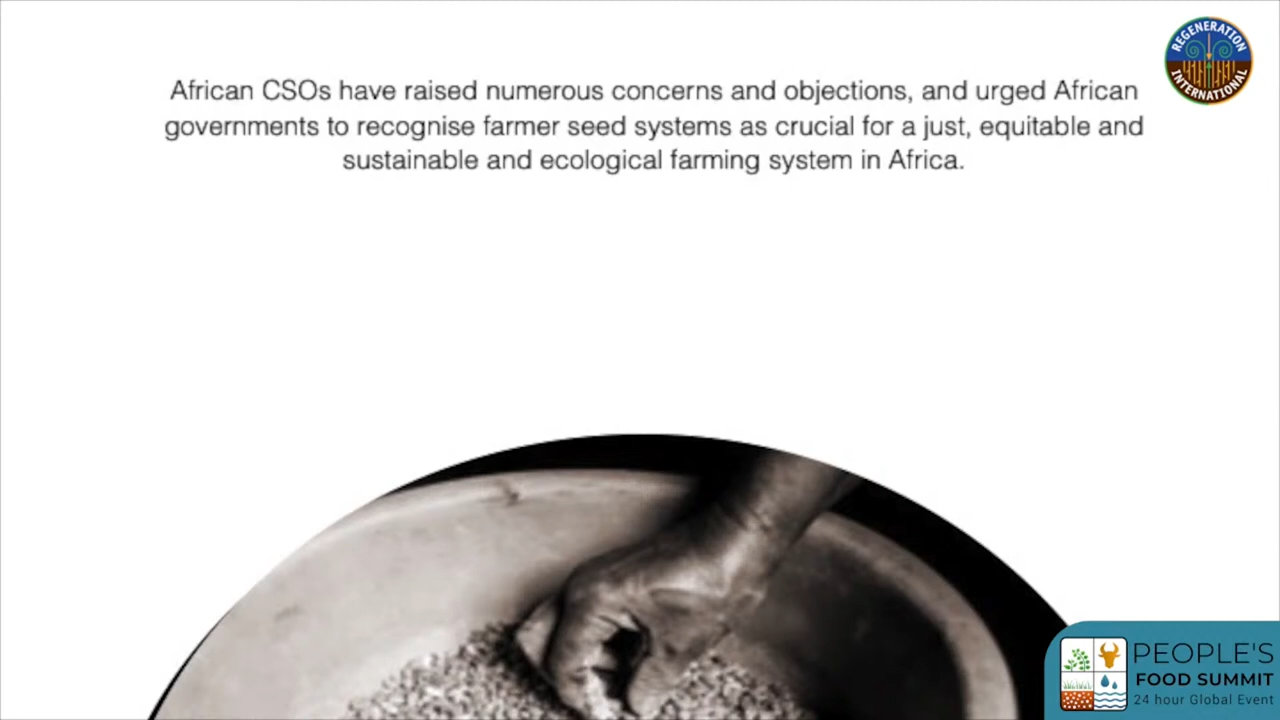 REGENERATION
INTERNATIONAL
African CSOs have raised numerous concerns and objections, and urged African
governments to recognise farmer seed systems as crucial for a just, equitable and
sustainable and ecological farming system in Africa.
PEOPLE'S
FOOD SUMMIT
24 hour Global Event